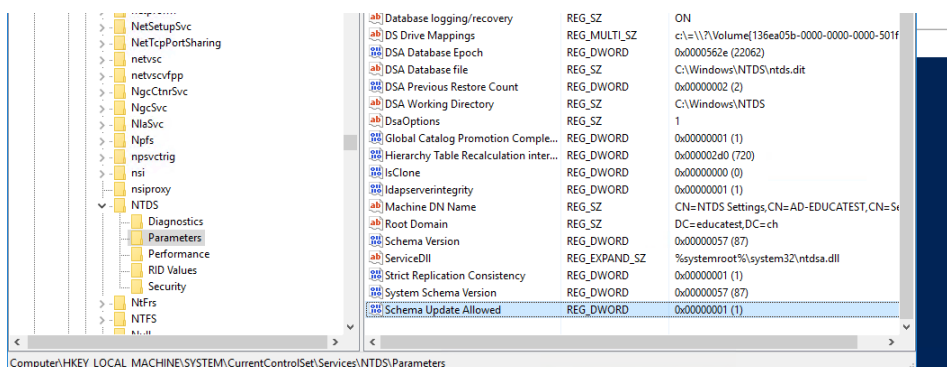 NetSetupSvc
NetTcpPortSharing
netvsc
netvscvfpp
NgcCtnrSvc
NgcSvc
NlaSvc
Npfs
npsvctrig
nsi
nsiproxy
NTDS
Diagnostics
Parameters
Performance
RID Values
Security
NtFrs
NTFS
Database logging/recovery REG_SZ ON
DS Drive Mappings REG_MULTI_SZ c:\=\\?\Volume{136ea05b-0000-0000-0000-501f
DSA Database Epoch REG_DWORD 0x0000562e (22062)
DSA Database file REG_SZ C:\Windows\NTDS\ntds.dit
DSA Previous Restore Count REG_DWORD 0x00000002 (2)
DSA Working Directory REG_SZ C:\Windows\NTDS
DsaOptions REG_SZ 1
Global Catalog Promotion Comple... REG_DWORD 0x00000001 (1)
Hierarchy Table Recalculation inter... REG_DWORD 0x000002d0 (720)
IsClone REG_DWORD 0x00000000 (0)
ldapserverintegrity REG_DWORD 0x00000001 (1)
Machine DN Name REG_SZ CN=NTDS Settings,CN=AD-EDUCATEST,CN=Se
Root Domain REG_SZ DC=educatest,DC=ch
Schema Version REG_DWORD 0x00000057 (87)
ServiceDll REG_EXPAND_SZ %systemroot%\system32\ntdsa.dll
Strict Replication Consistency REG_DWORD 0x00000001 (1)
System Schema Version REG_DWORD 0x00000057 (87)
Schema Update Allowed REG_DWORD 0x00000001 (1)
Computer\HKEY_LOCAL_MACHINE\SYSTEM\CurrentControlSet\Services\NTDS\Parameters